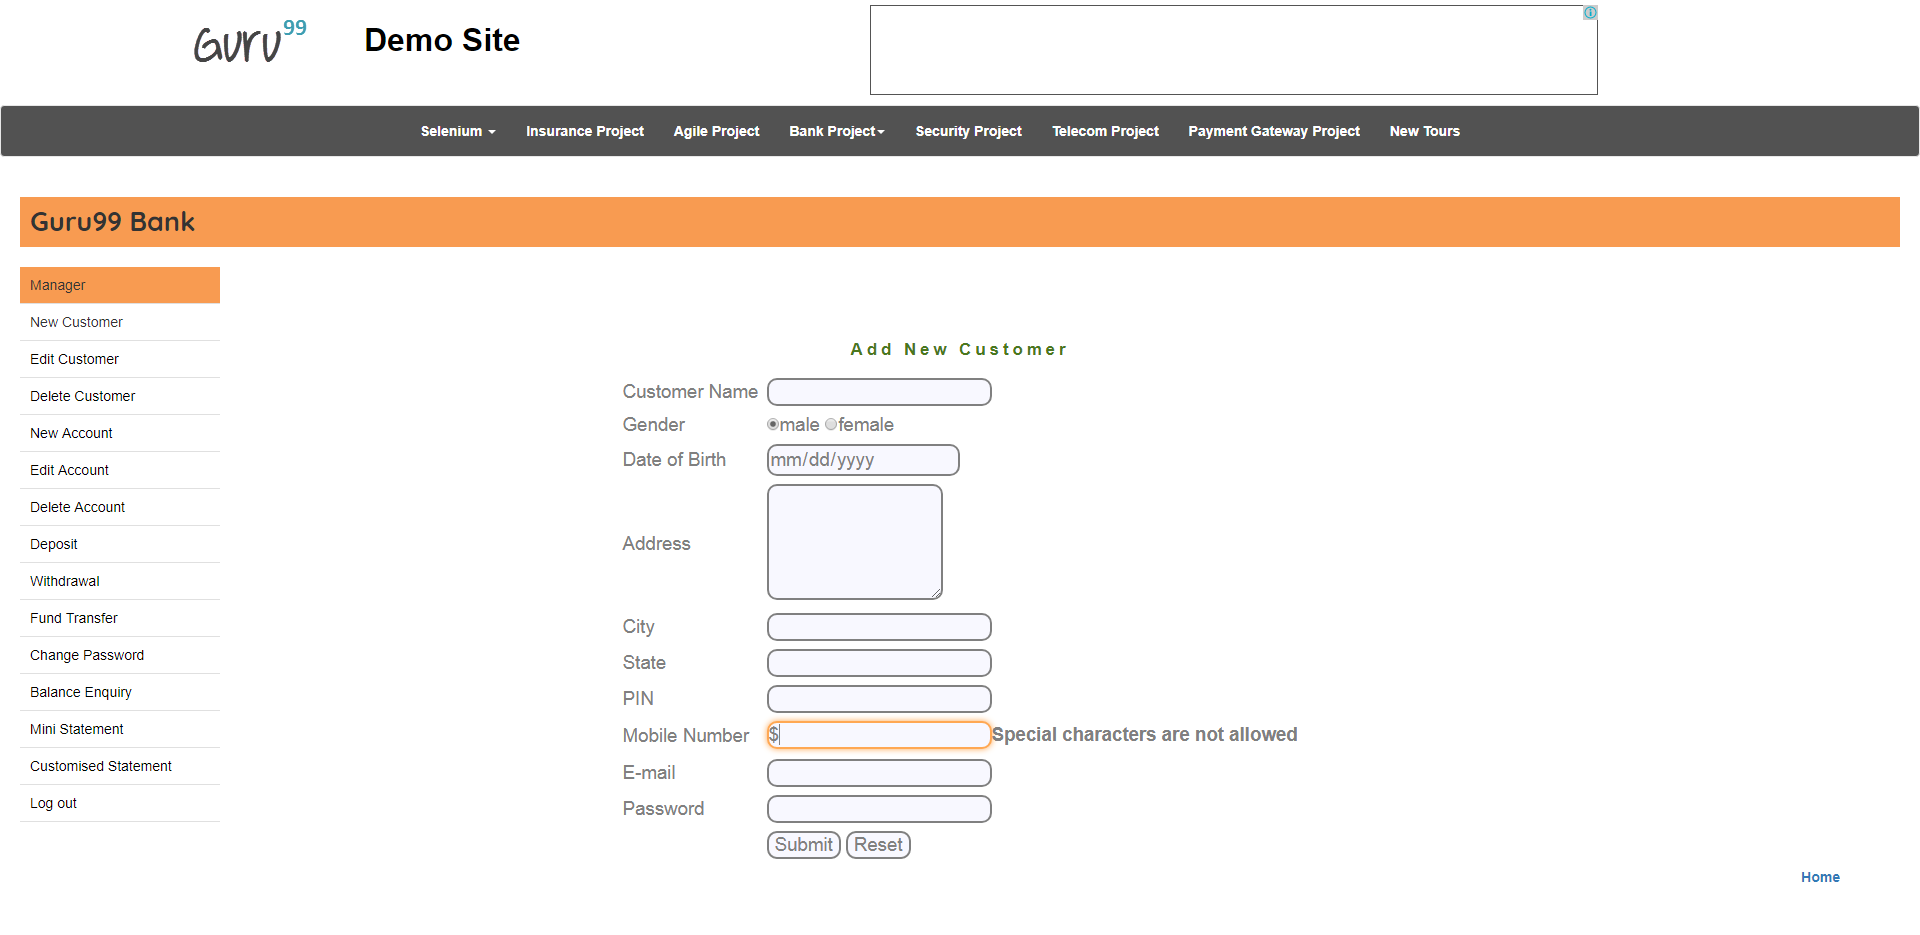 Guru99
Demo Site
Selenium
Insurance Project
Agile Project
Bank Project
Security Project
Telecom Project
Payment Gateway Project
New Tours
Guru99 Bank
Manager
New Customer
Edit Customer
Delete Customer
New Account
Edit Account
Delete Account
Deposit
Withdrawal
Fund Transfer
Change Password
Balance Enquiry
Mini Statement
Customised Statement
Log out
Add New Customer
Customer Name
Gender male female
Date of Birth mm/dd/yyyy
Address
City
State
PIN
Mobile Number $ Special characters are not allowed
E-mail
Password
Submit Reset
Home